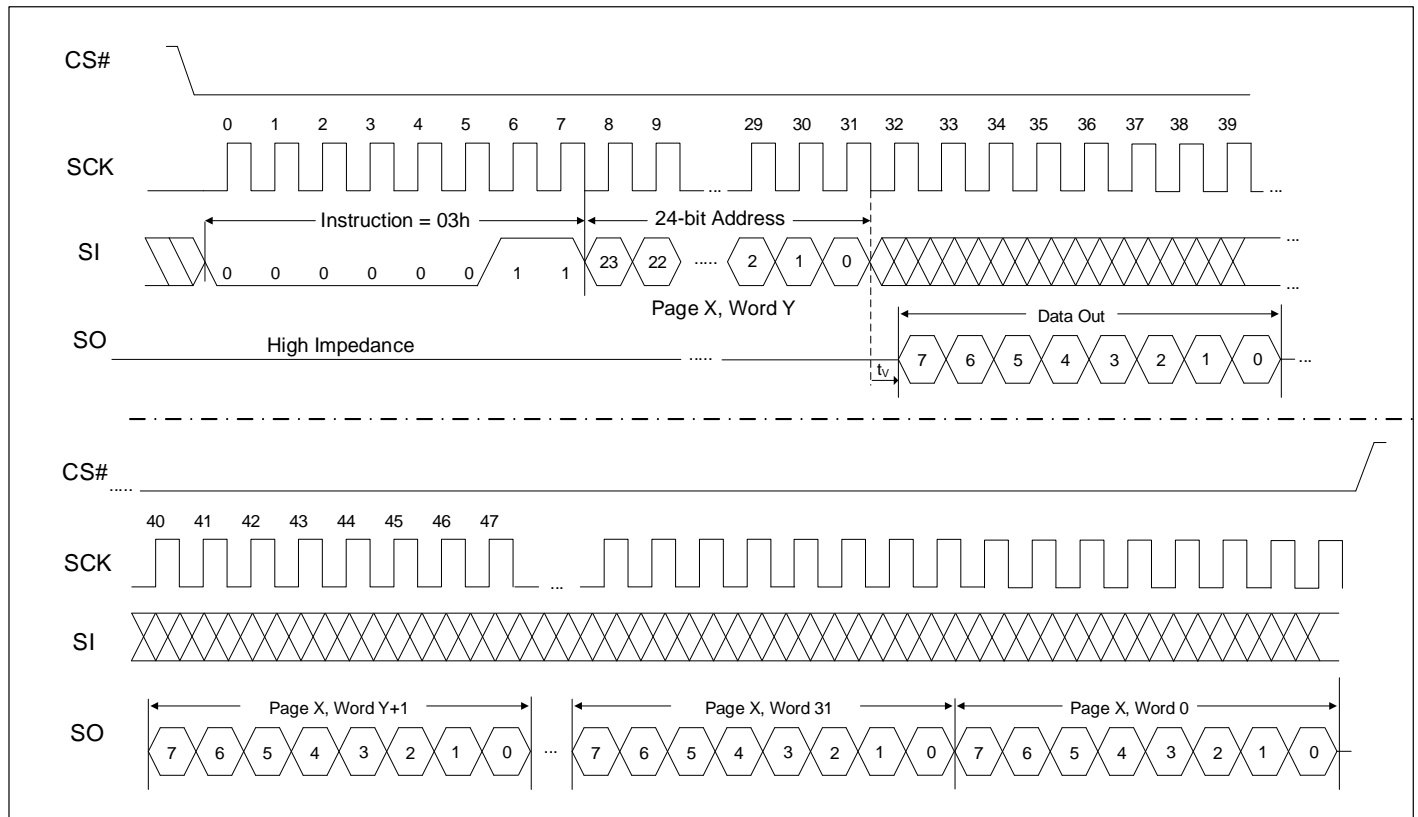 CS#
0 1 2 3 4 5 6 7 8 9 29 30 31 32 33 34 35 36 37 38 39
SCK ... ...
Instruction = 03h 24-bit Address
SI 0 0 0 0 0 0 1 1 23 22 ..... 2 1 0 ... ...
Page X, Word Y
Data Out
SO High Impedance ..... tV 7 6 5 4 3 2 1 0 ...
CS# .....
40 41 42 43 44 45 46 47
SCK ...
SI
Page X, Word Y+1 Page X, Word 31 Page X, Word 0
SO 7 6 5 4 3 2 1 0 ... 7 6 5 4 3 2 1 0 7 6 5 4 3 2 1 0